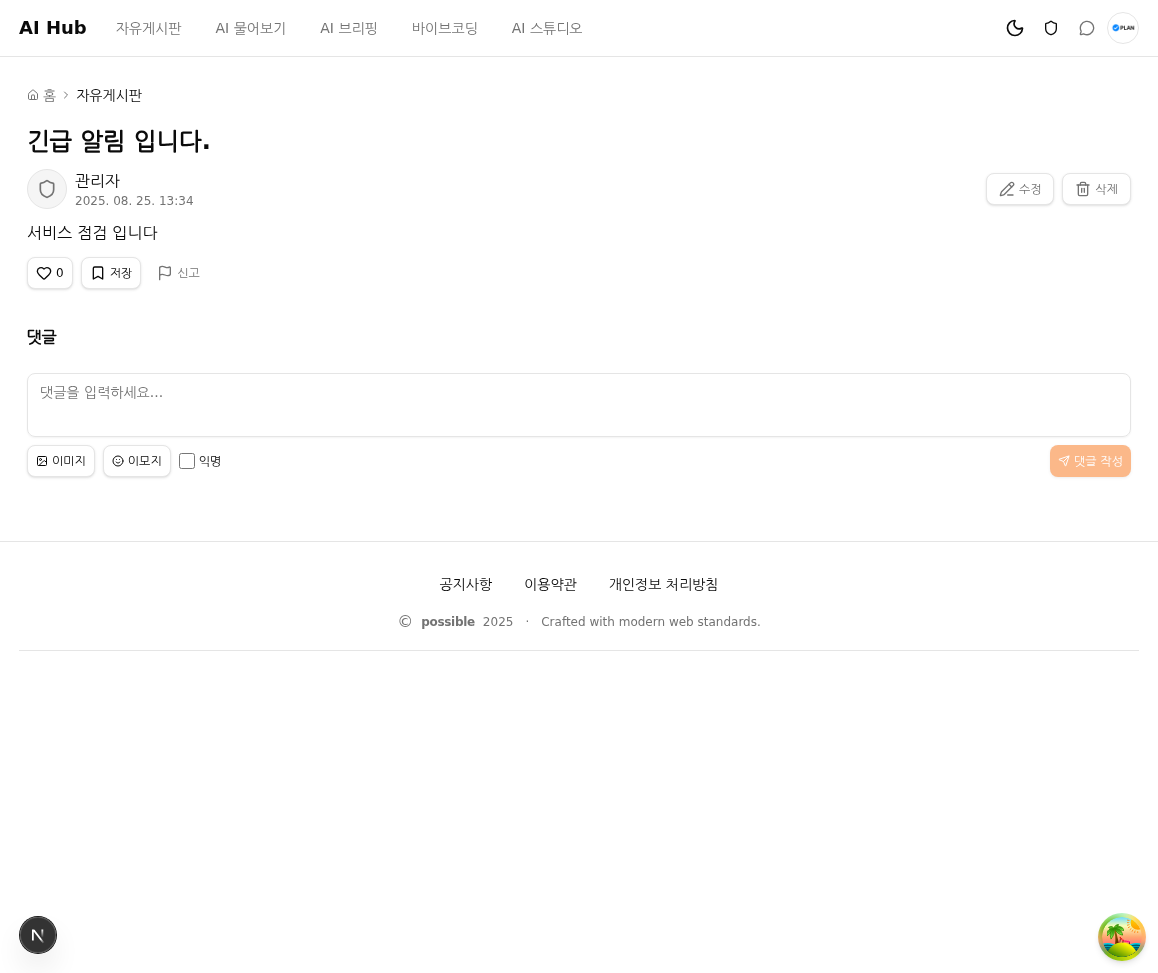 AI Hub 자유게시판 AI 물어보기 AI 브리핑 바이브코딩 AI 스튜디오 PLAN
홈 자유게시판
긴급 알림 입니다.
관리자
2025. 08. 25. 13:34
수정 삭제
서비스 점검 입니다
0 저장 신고
댓글
댓글을 입력하세요...
이미지 이모지 익명 댓글 작성
공지사항 이용약관 개인정보 처리방침
© possible 2025 · Crafted with modern web standards.
N